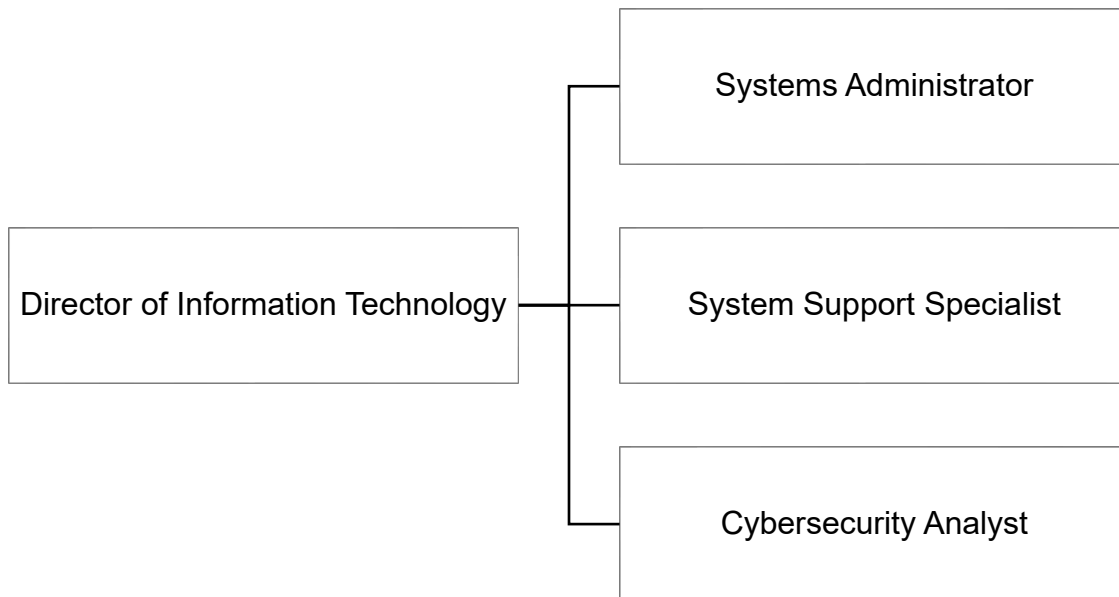 Systems Administrator
Director of Information Technology
System Support Specialist
Cybersecurity Analyst